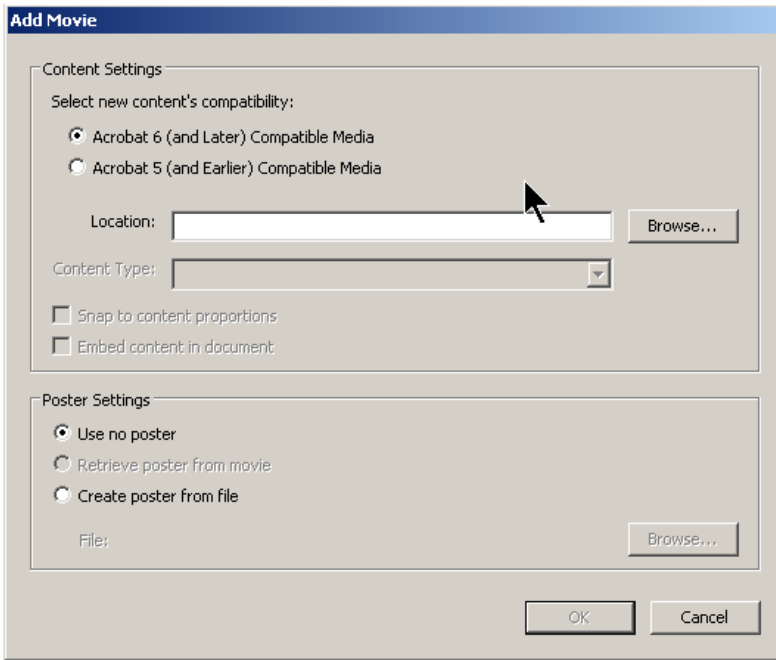 Add Movie
Content Settings
Select new content's compatibility:
Acrobat 6 (and Later) Compatible Media
Acrobat 5 (and Earlier) Compatible Media
Location:
Browse...
Content Type:
Snap to content proportions
Embed content in document
Poster Settings
Use no poster
Retrieve poster from movie
Create poster from file
File:
Browse...
OK
Cancel